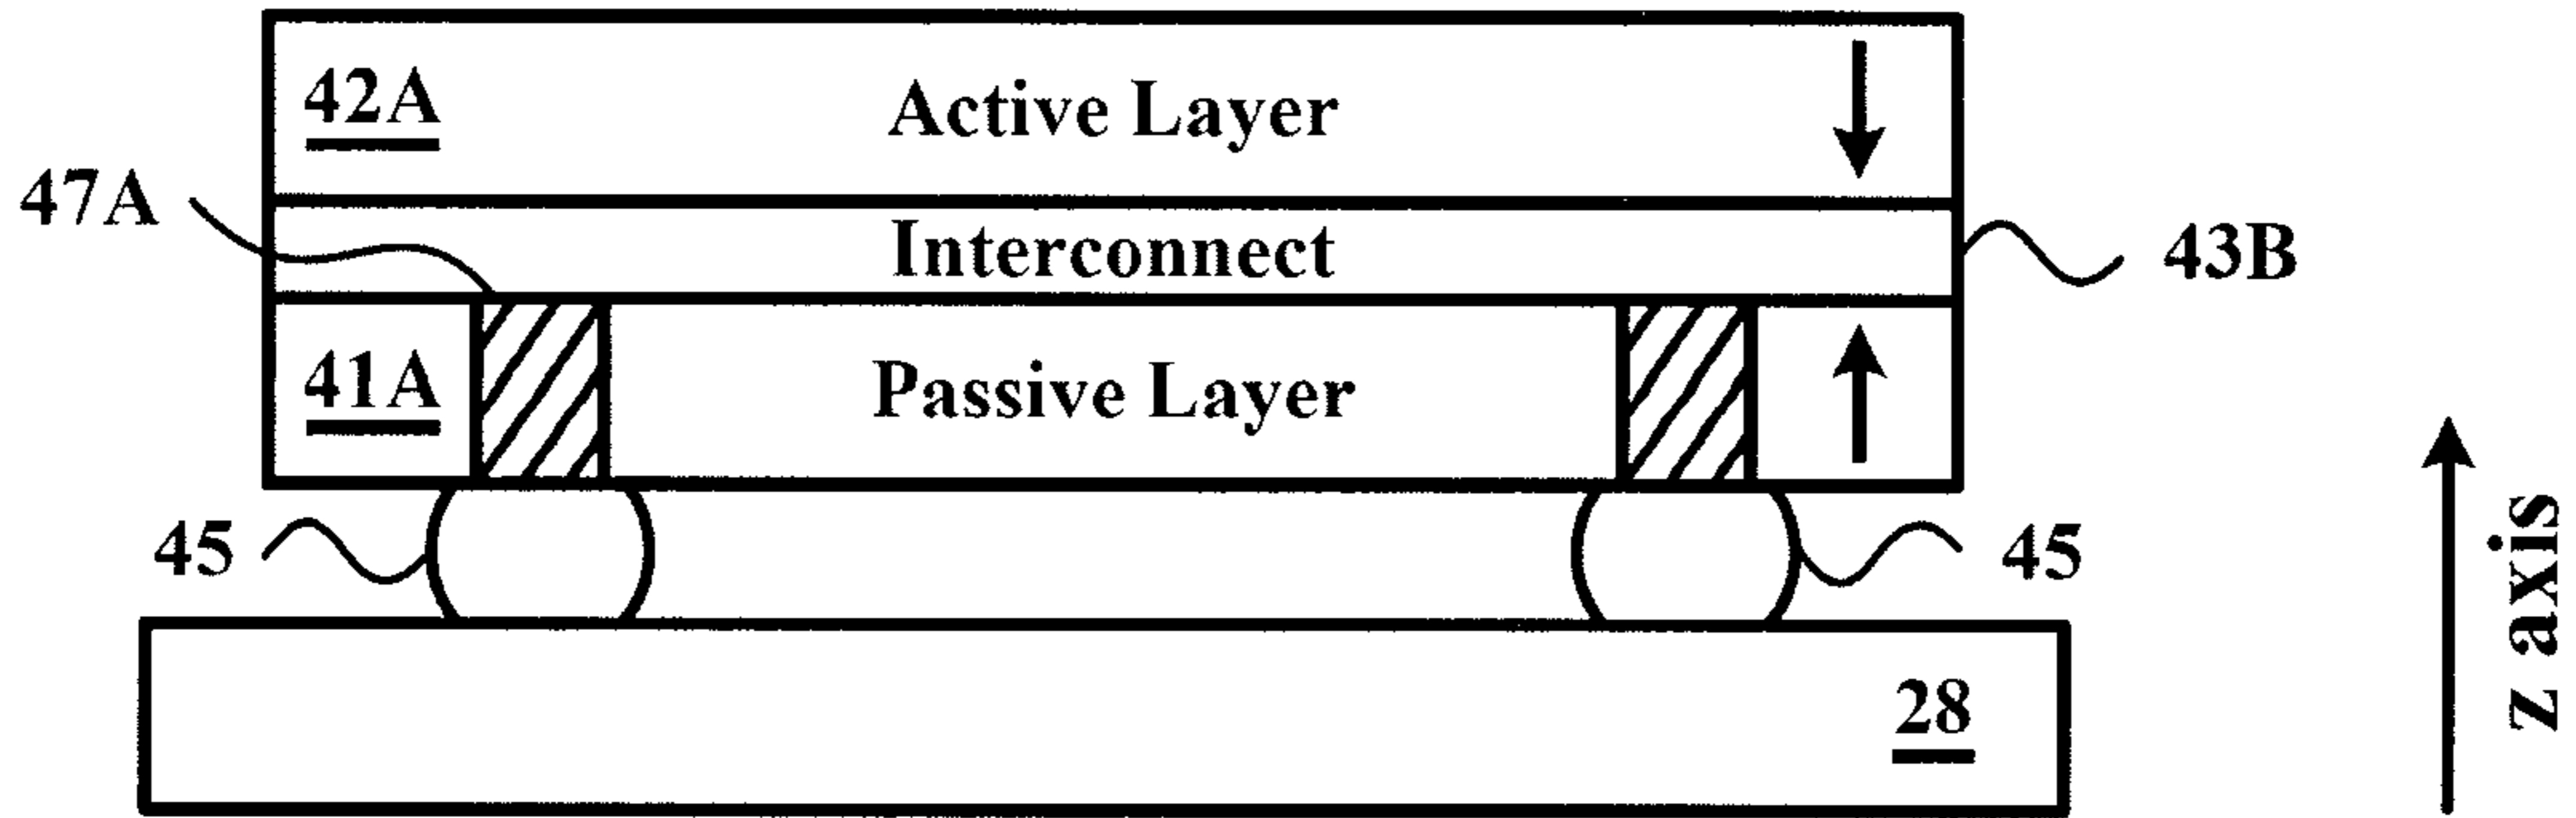 42A
Active Layer
47A
Interconnect
43B
41A
Passive Layer
45
45
28
z axis